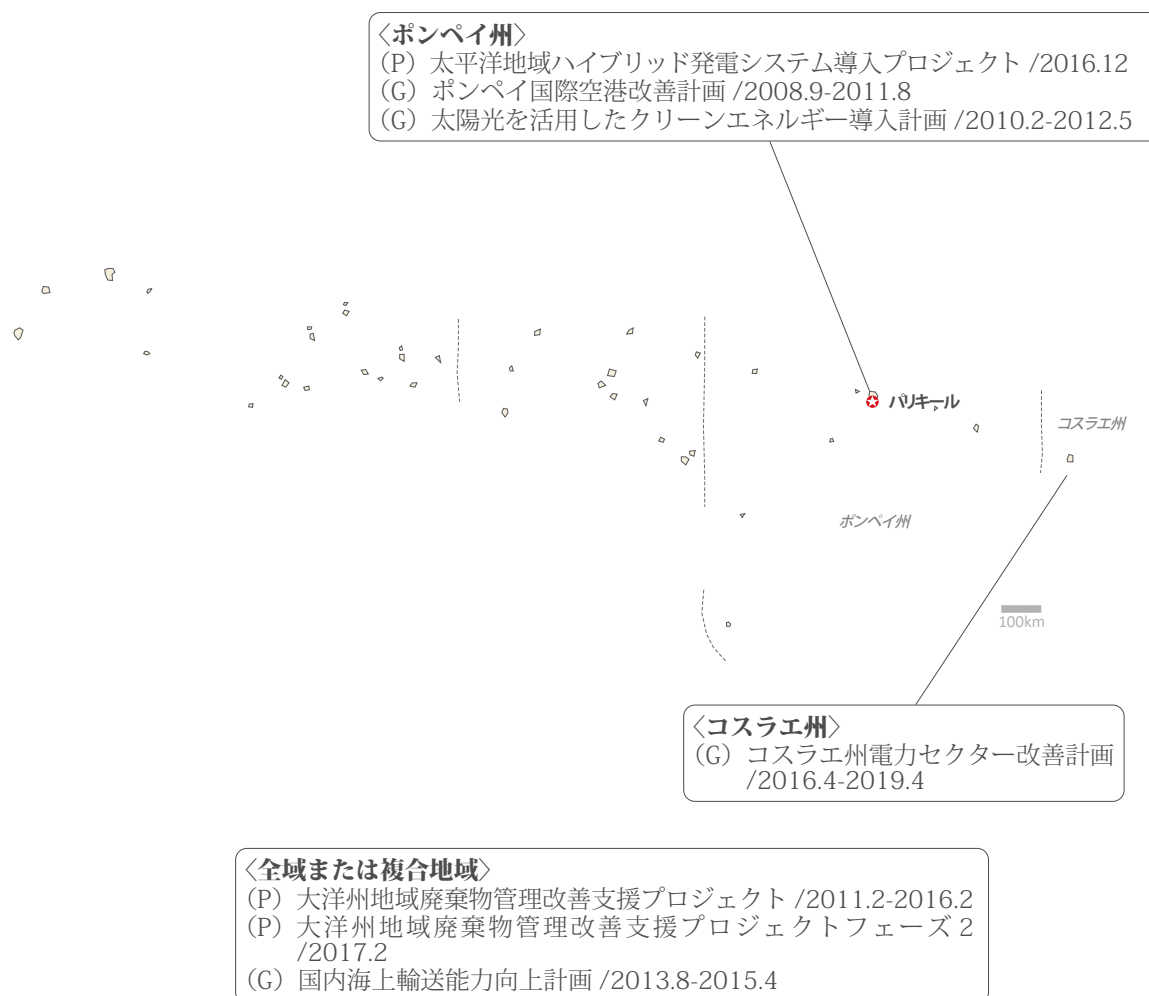 〈ポンペイ州〉
（P）太平洋地域ハイブリッド発電システム導入プロジェクト /2016.12
（G）ポンペイ国際空港改善計画 /2008.9-2011.8
（G）太陽光を活用したクリーンエネルギー導入計画 /2010.2-2012.5
パリキール
コスラエ州
ポンペイ州
100km
〈コスラエ州〉
（G）コスラエ州電力セクター改善計画
/2016.4-2019.4
〈全域または複合地域〉
（P）大洋州地域廃棄物管理改善支援プロジェクト /2011.2-2016.2
（P）大洋州地域廃棄物管理改善支援プロジェクトフェーズ 2
/2017.2
（G）国内海上輸送能力向上計画 /2013.8-2015.4